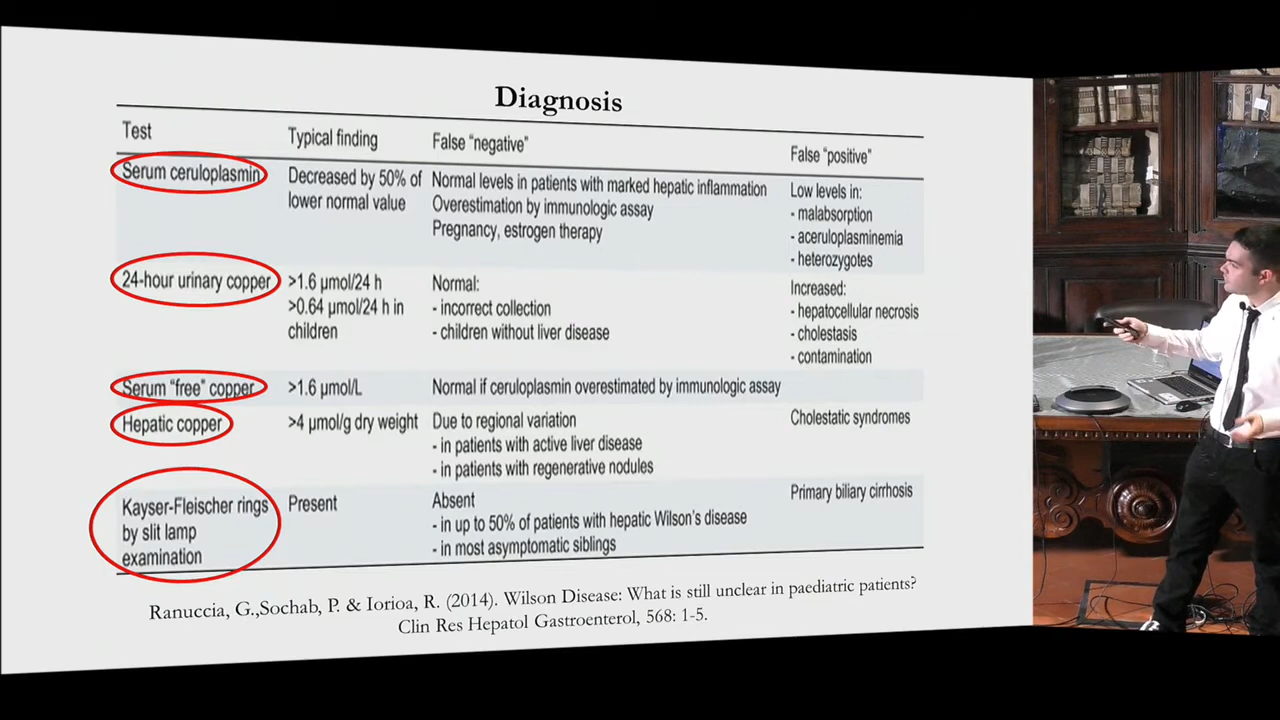 Diagnosis
Test
Typical finding
False "negative"
False "positive"
Serum ceruloplasmin
Decreased by 50% of
lower normal value
Normal levels in patients with marked hepatic inflammation
Overestimation by immunologic assay
Pregnancy, estrogen therapy
Low levels in:
- malabsorption
- aceruloplasminemia
- heterozygotes
24-hour urinary copper
>1.6 µmol/24 h
>0.64 µmol/24 h in
children
Normal:
- incorrect collection
- children without liver disease
Increased:
- hepatocellular necrosis
- cholestasis
- contamination
Serum "free" copper
>1.6 µmol/L
Normal if ceruloplasmin overestimated by immunologic assay
Hepatic copper
>4 µmol/g dry weight
Due to regional variation
- in patients with active liver disease
- in patients with regenerative nodules
Cholestatic syndromes
Kayser-Fleischer rings
by slit lamp
examination
Present
Absent
- in up to 50% of patients with hepatic Wilson's disease
- in most asymptomatic siblings
Primary biliary cirrhosis
Ranuccia, G.,Sochab, P. & Iorioa, R. (2014). Wilson Disease: What is still unclear in paediatric patients?
Clin Res Hepatol Gastroenterol, 568: 1-5.